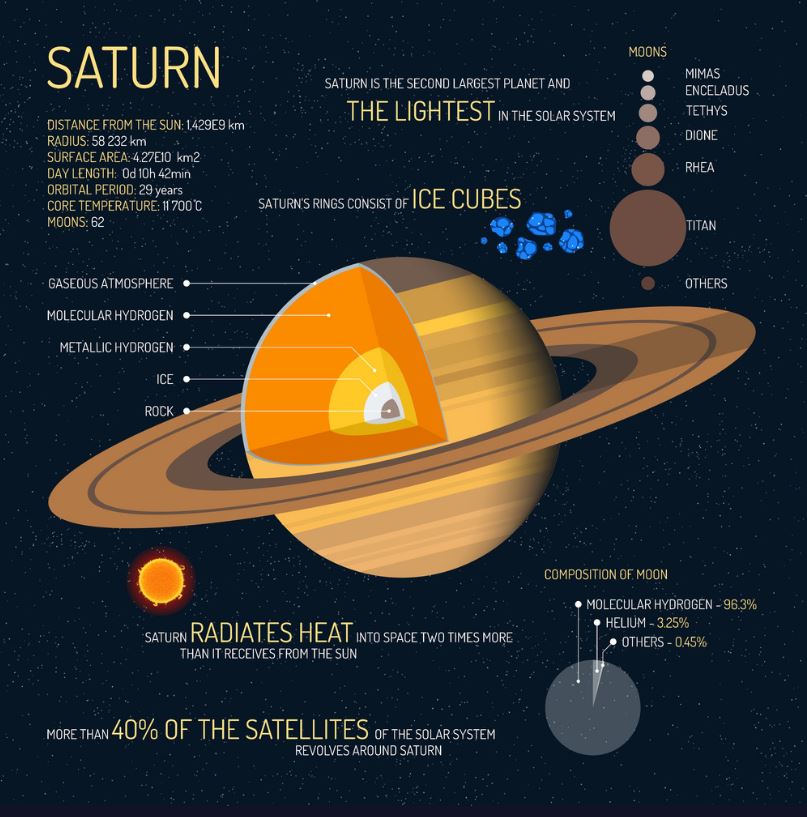 SATURN
DISTANCE FROM THE SUN: 1,429E9 km
RADIUS: 58 232 km
SURFACE AREA: 4.27E10 km2
DAY LENGTH: 0d 10h 42min
ORBITAL PERIOD: 29 years
CORE TEMPERATURE: 11 700°C
MOONS: 62
SATURN IS THE SECOND LARGEST PLANET AND
THE LIGHTEST IN THE SOLAR SYSTEM
SATURN'S RINGS CONSIST OF ICE CUBES
MOONS
MIMAS
ENCELADUS
TETHYS
DIONE
RHEA
TITAN
OTHERS
GASEOUS ATMOSPHERE
MOLECULAR HYDROGEN
METALLIC HYDROGEN
ICE
ROCK
SATURN RADIATES HEAT INTO SPACE TWO TIMES MORE
THAN IT RECEIVES FROM THE SUN
COMPOSITION OF MOON
MOLECULAR HYDROGEN - 96.3%
HELIUM - 3.25%
OTHERS - 0.45%
MORE THAN 40% OF THE SATELLITES OF THE SOLAR SYSTEM
REVOLVES AROUND SATURN